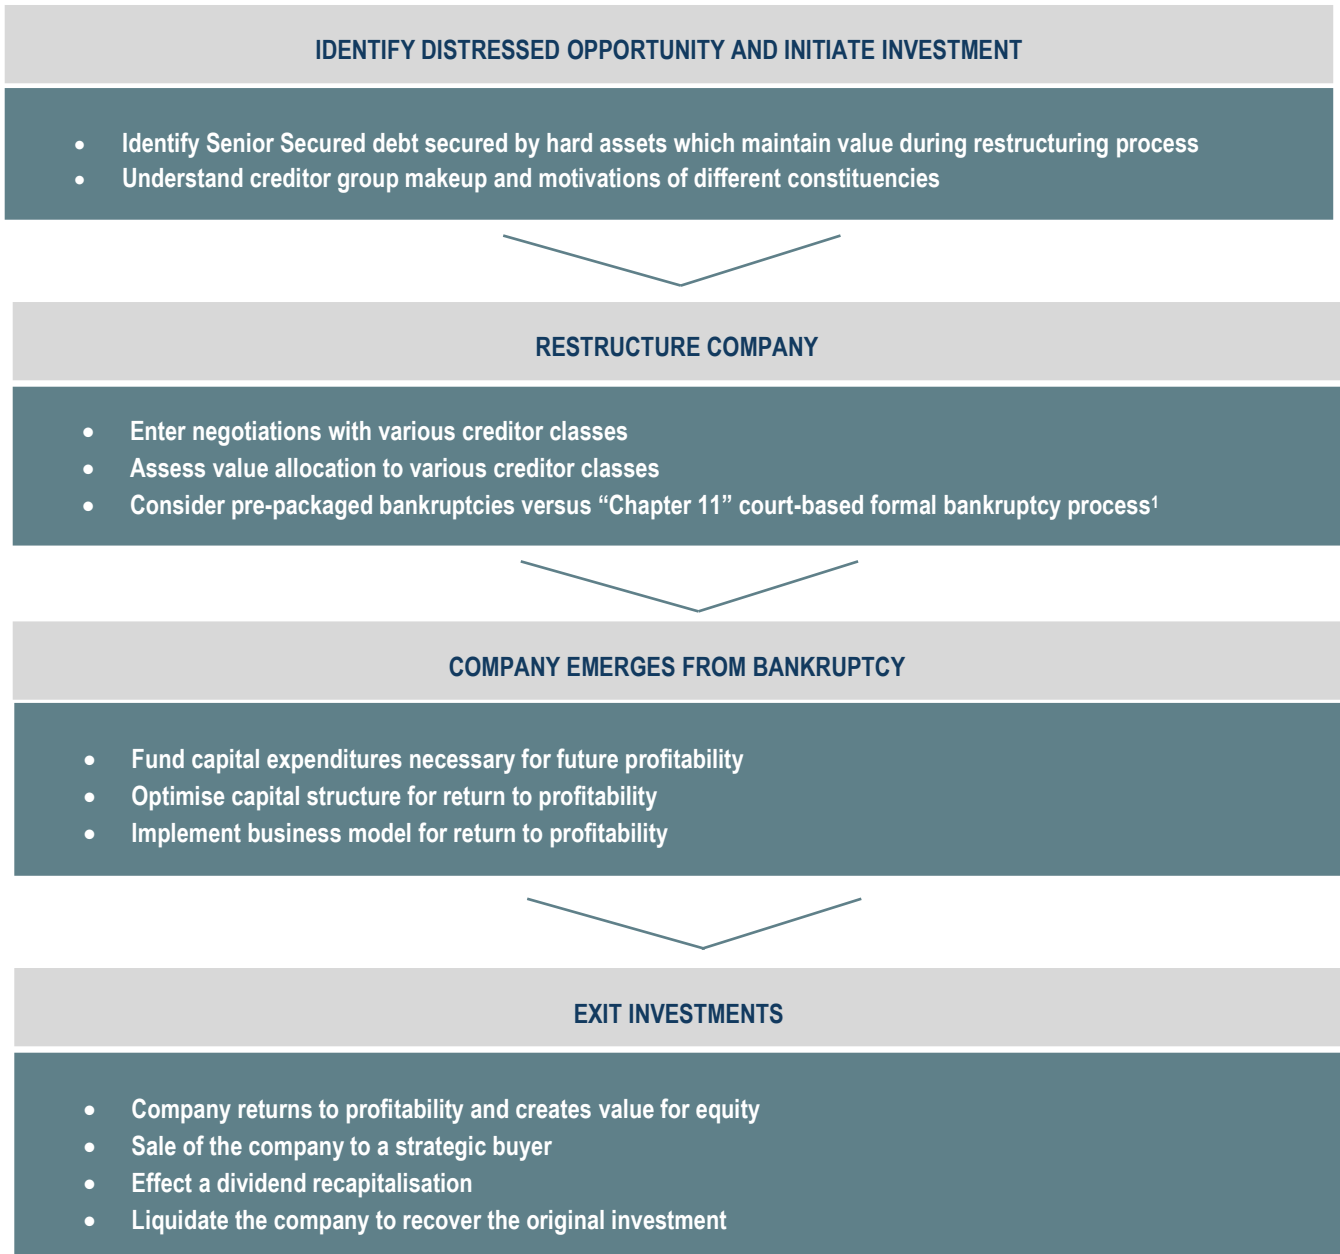 IDENTIFY DISTRESSED OPPORTUNITY AND INITIATE INVESTMENT
• Identify Senior Secured debt secured by hard assets which maintain value during restructuring process
• Understand creditor group makeup and motivations of different constituencies
RESTRUCTURE COMPANY
• Enter negotiations with various creditor classes
• Assess value allocation to various creditor classes
• Consider pre-packaged bankruptcies versus “Chapter 11” court-based formal bankruptcy process¹
COMPANY EMERGES FROM BANKRUPTCY
• Fund capital expenditures necessary for future profitability
• Optimise capital structure for return to profitability
• Implement business model for return to profitability
EXIT INVESTMENTS
• Company returns to profitability and creates value for equity
• Sale of the company to a strategic buyer
• Effect a dividend recapitalisation
• Liquidate the company to recover the original investment